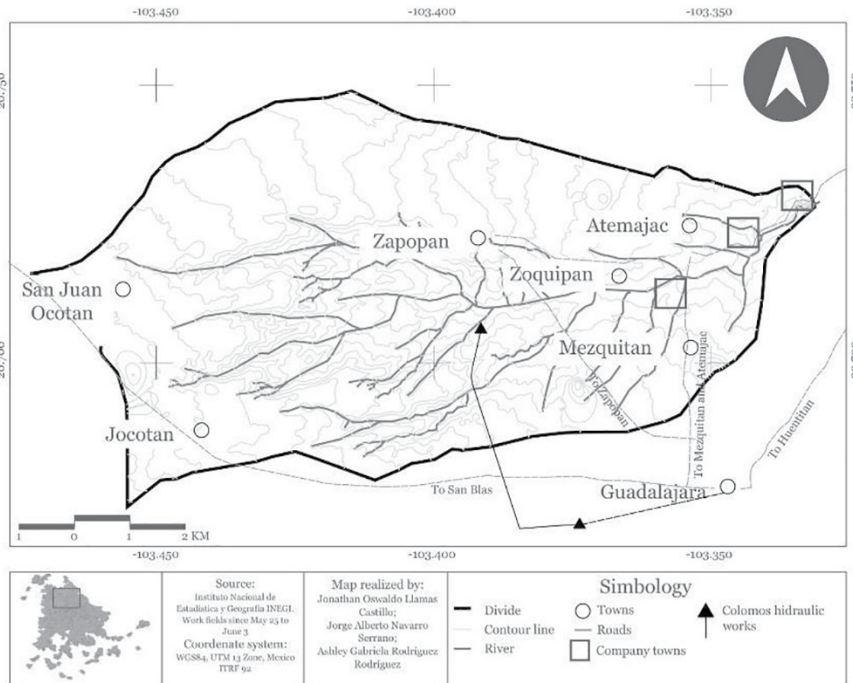 -103.450
-103.400
-103.350
Atemajac
Zapopan
Zoquipan
San Juan
Ocotan
Mezquitan
To Zapopan
To Mezquitan and Atemajac
Jocotan
To Huentitan
To San Blas
Guadalajara
1 0 1 2 KM
-103.450
-103.400
-103.350
Source:
Instituto Nacional de
Estadistica y Geografia INEGI.
Work fields since May 25 to
June 3
Coordenate system:
WGS84, UTM 13 Zone, Mexico
ITRF 92
Map realized by:
Jonathan Oswaldo Llamas
Castillo;
Jorge Alberto Navarro
Serrano;
Ashley Gabriela Rodríguez
Rodríguez
Simbology
Divide
Contour line
River
Towns
Roads
Company towns
Colomos hidraulic
works